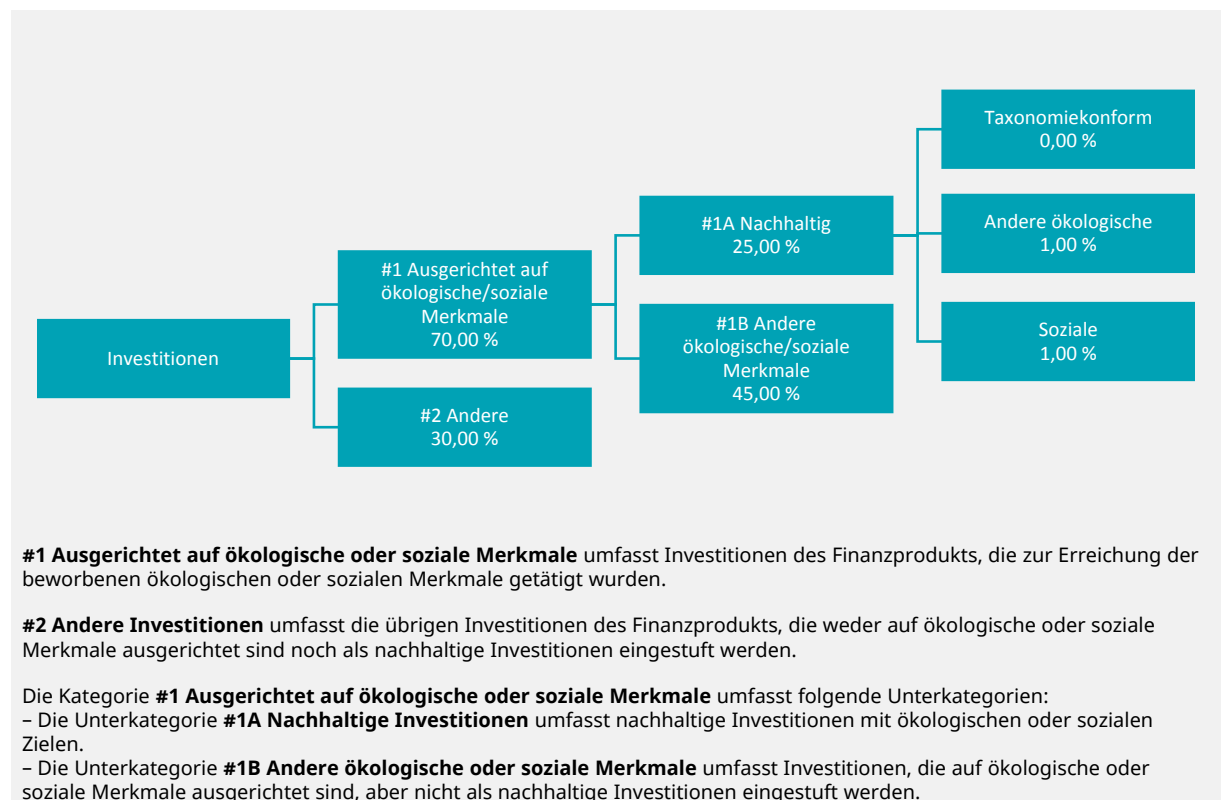 Investitionen
#1 Ausgerichtet auf
ökologische/soziale
Merkmale
70,00 %
#2 Andere
30,00 %
#1A Nachhaltig
25,00 %
#1B Andere
ökologische/soziale
Merkmale
45,00 %
Taxonomiekonform
0,00 %
Andere ökologische
1,00 %
Soziale
1,00 %
#1 Ausgerichtet auf ökologische oder soziale Merkmale umfasst Investitionen des Finanzprodukts, die zur Erreichung der
beworbenen ökologischen oder sozialen Merkmale getätigt wurden.
#2 Andere Investitionen umfasst die übrigen Investitionen des Finanzprodukts, die weder auf ökologische oder soziale
Merkmale ausgerichtet sind noch als nachhaltige Investitionen eingestuft werden.
Die Kategorie #1 Ausgerichtet auf ökologische oder soziale Merkmale umfasst folgende Unterkategorien:
– Die Unterkategorie #1A Nachhaltige Investitionen umfasst nachhaltige Investitionen mit ökologischen oder sozialen
Zielen.
– Die Unterkategorie #1B Andere ökologische oder soziale Merkmale umfasst Investitionen, die auf ökologische oder
soziale Merkmale ausgerichtet sind, aber nicht als nachhaltige Investitionen eingestuft werden.